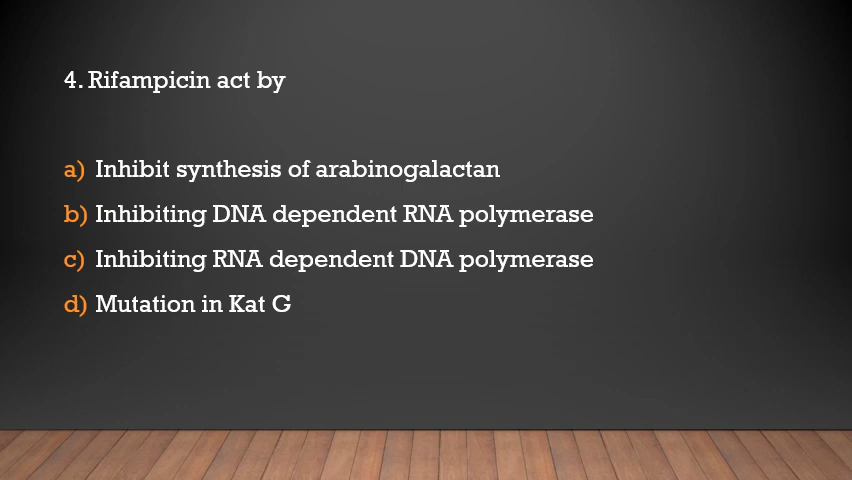 4. Rifampicin act by
a) Inhibit synthesis of arabinogalactan
b) Inhibiting DNA dependent RNA polymerase
c) Inhibiting RNA dependent DNA polymerase
d) Mutation in Kat G